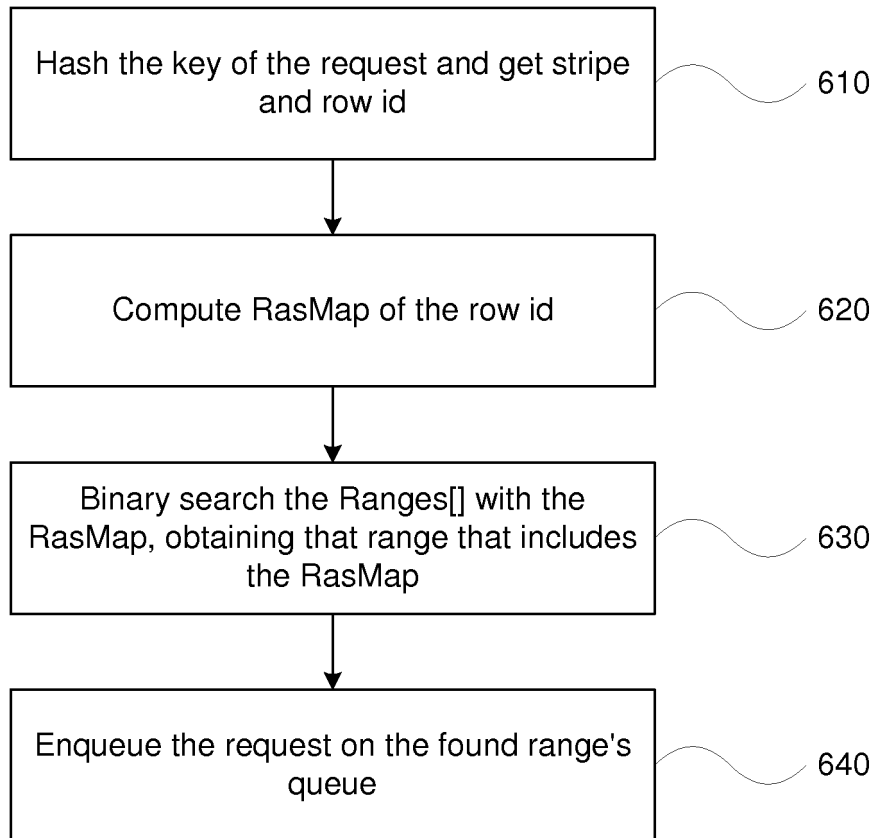 Hash the key of the request and get stripe
and row id
610
Compute RasMap of the row id
620
Binary search the Ranges[] with the
RasMap, obtaining that range that includes
the RasMap
630
Enqueue the request on the found range's
queue
640